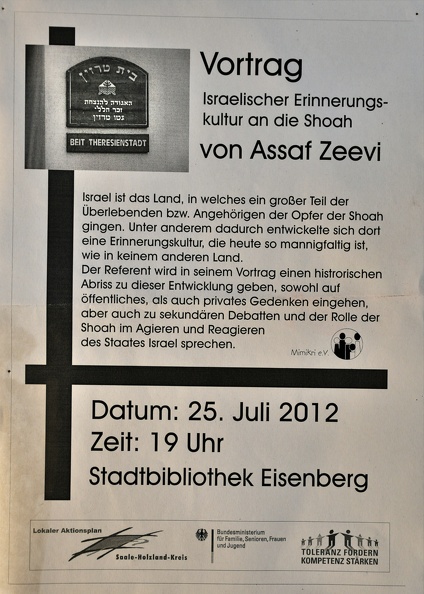 בית טרזין
האגודה להנצחת
זכר חללי
גטו טרזין
BEIT THERESIENSTADT
Vortrag
Israelischer Erinnerungs-
kultur an die Shoah
von Assaf Zeevi
Israel ist das Land, in welches ein großer Teil der
Überlebenden bzw. Angehörigen der Opfer der Shoah
gingen. Unter anderem dadurch entwickelte sich dort
eine Erinnerungskultur, die heute so mannigfaltig ist,
wie in keinem anderen Land.
Der Referent wird in seinem Vortrag einen histrorischen
Abriss zu dieser Entwicklung geben, sowohl auf
öffentliches, als auch privates Gedenken eingehen,
aber auch zu sekundären Debatten und der Rolle der
Shoah im Agieren und Reagieren
des Staates Israel sprechen.
Mimikri e.V.
Datum: 25. Juli 2012
Zeit: 19 Uhr
Stadtbibliothek Eisenberg
Lokaler Aktionsplan
Saale-Holzland-Kreis
Bundesministerium
für Familie, Senioren, Frauen
und Jugend
TOLERANZ FÖRDERN
KOMPETENZ STÄRKEN